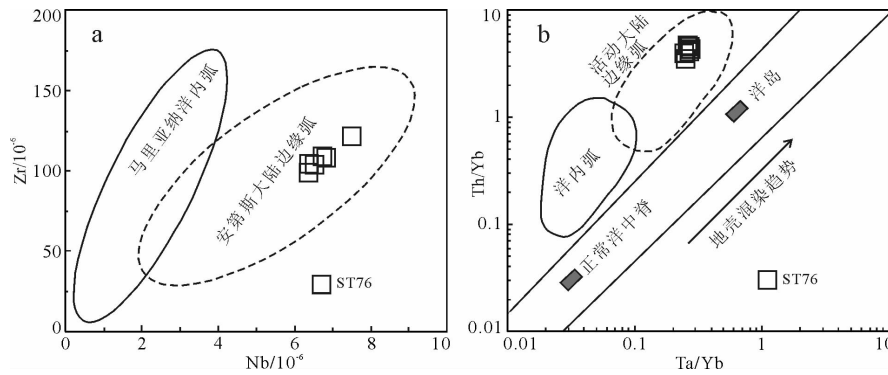 a
200
150
100
50
0
Zr/10-6
马里亚纳洋内弧
安第斯大陆边缘弧
ST76
0
2
4
6
8
10
Nb/10-6
b
10
1
0.1
0.01
Th/Yb
活动大陆
边缘弧
洋岛
洋内弧
正常洋中脊
地壳混染趋势
ST76
0.01
0.1
1
10
Ta/Yb